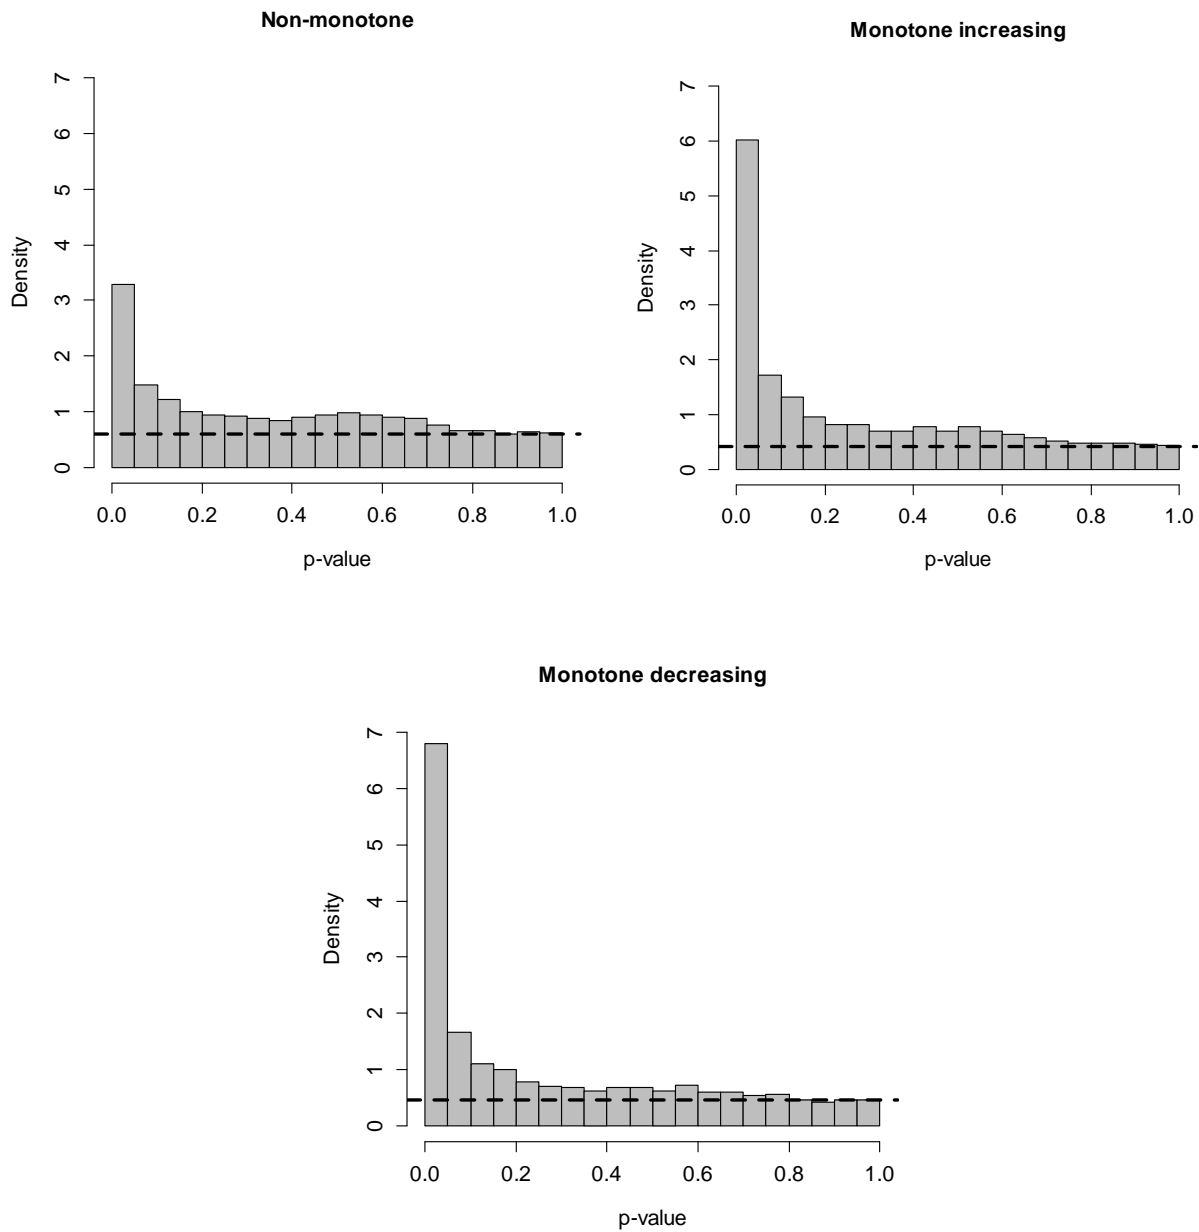 Non-monotone
Density
0 1 2 3 4 5 6 7
0.0 0.2 0.4 0.6 0.8 1.0
p-value
Monotone increasing
Density
0 1 2 3 4 5 6 7
0.0 0.2 0.4 0.6 0.8 1.0
p-value
Monotone decreasing
Density
0 1 2 3 4 5 6 7
0.0 0.2 0.4 0.6 0.8 1.0
p-value